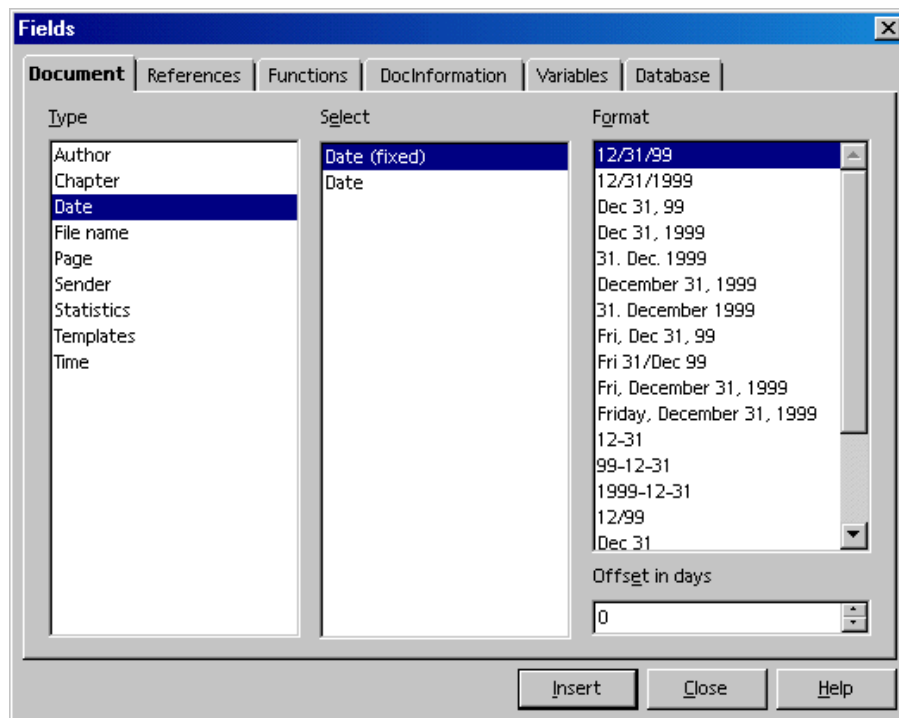 Fields
Document References Functions DocInformation Variables Database
Type
Author
Chapter
Date
File name
Page
Sender
Statistics
Templates
Time
Select
Date (fixed)
Date
Format
12/31/99
12/31/1999
Dec 31, 99
Dec 31, 1999
31. Dec. 1999
December 31, 1999
31. December 1999
Fri, Dec 31, 99
Fri 31/Dec 99
Fri, December 31, 1999
Friday, December 31, 1999
12-31
99-12-31
1999-12-31
12/99
Dec 31
Offset in days
0
Insert Close Help